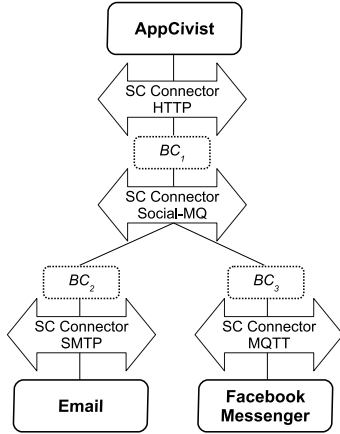 AppCivist
SC Connector
HTTP
BC1
SC Connector
Social-MQ
BC2
BC3
SC Connector
SMTP
SC Connector
MQTT
Email
Facebook
Messenger